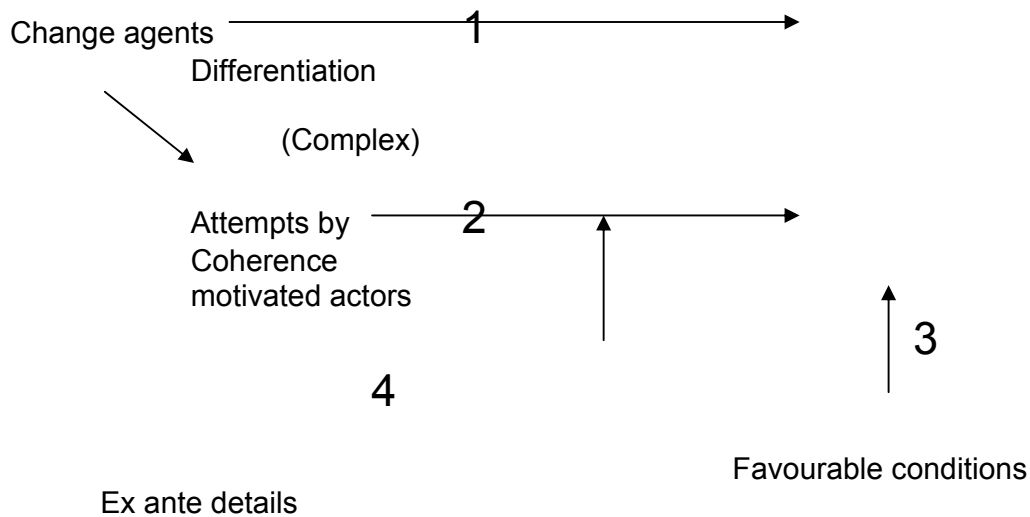 1
Change agents
Differentiation
(Complex)
2
Attempts by
Coherence
motivated actors
3
4
Favourable conditions
Ex ante details